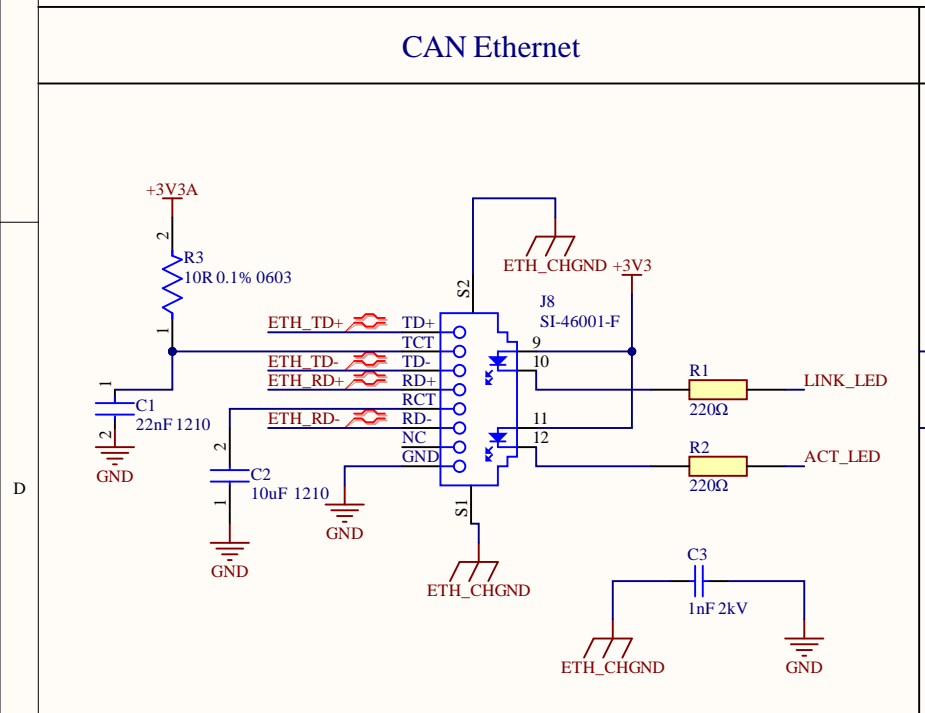 CAN Ethernet
+3V3A
2
R3
10R 0.1% 0603
1
ETH_CHGND
+3V3
S2
J8
SI-46001-F
ETH_TD+
TD+
TCT
ETH_TD-
TD-
ETH_RD+
RD+
RCT
ETH_RD-
RD-
NC
GND
9
10
11
12
R1
220Ω
LINK_LED
R2
220Ω
ACT_LED
1
C1
22nF 1210
2
GND
2
C2
10uF 1210
1
GND
GND
S1
ETH_CHGND
C3
1nF 2kV
ETH_CHGND
GND
D